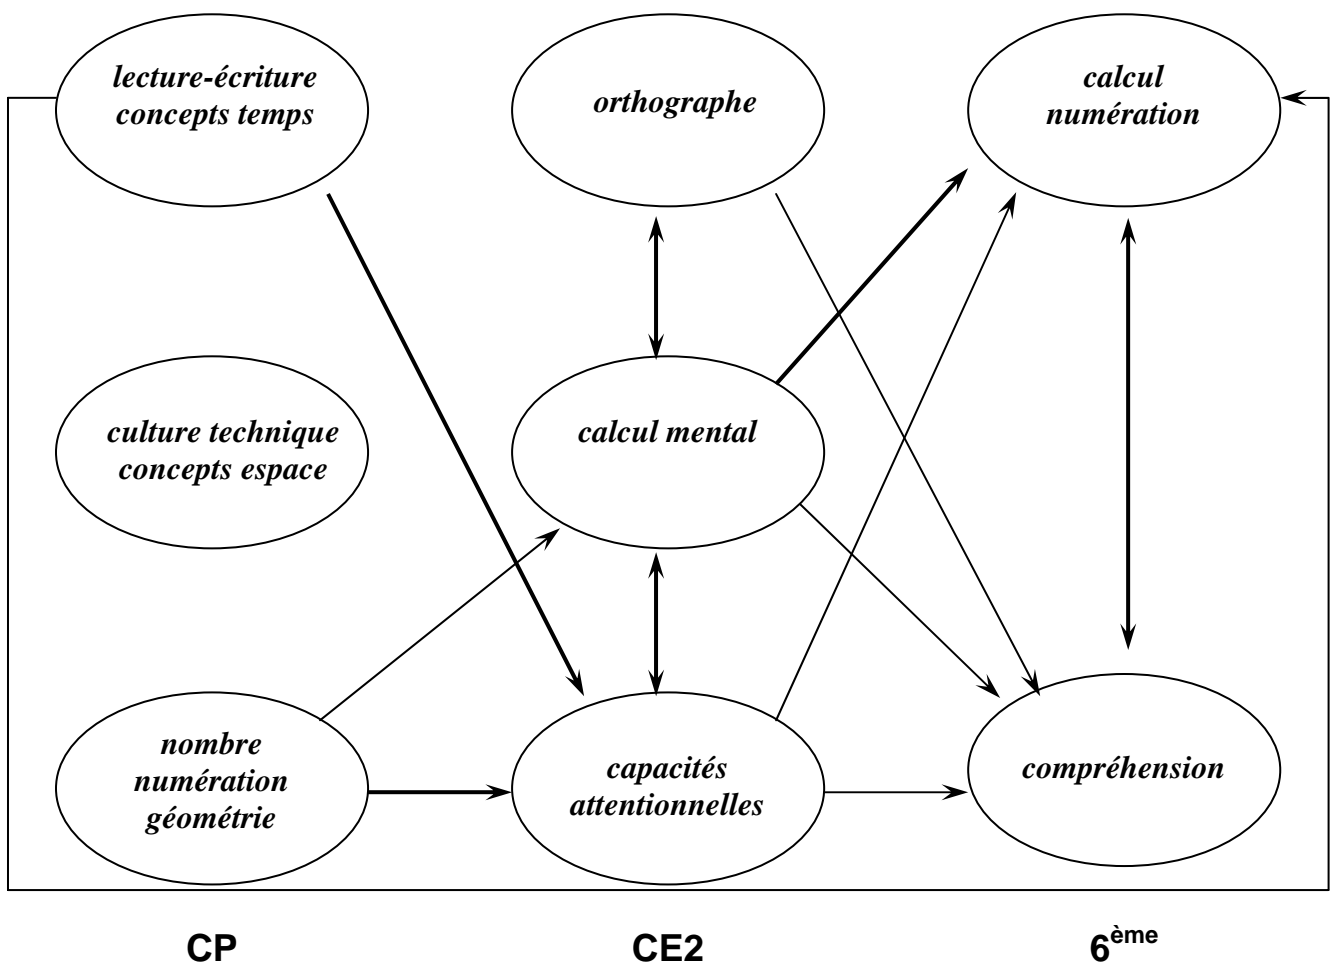 lecture-écriture
concepts temps
orthographe
calcul
numération
culture technique
concepts espace
calcul mental
nombre
numération
géométrie
capacités
attentionnelles
compréhension
CP
CE2
6ème